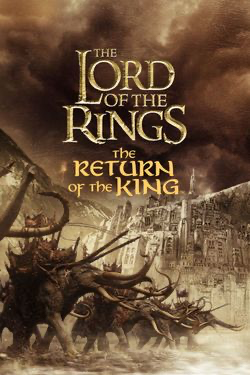 THE
LORD
OF THE
RINGS
THE
RETURN
OF THE KING